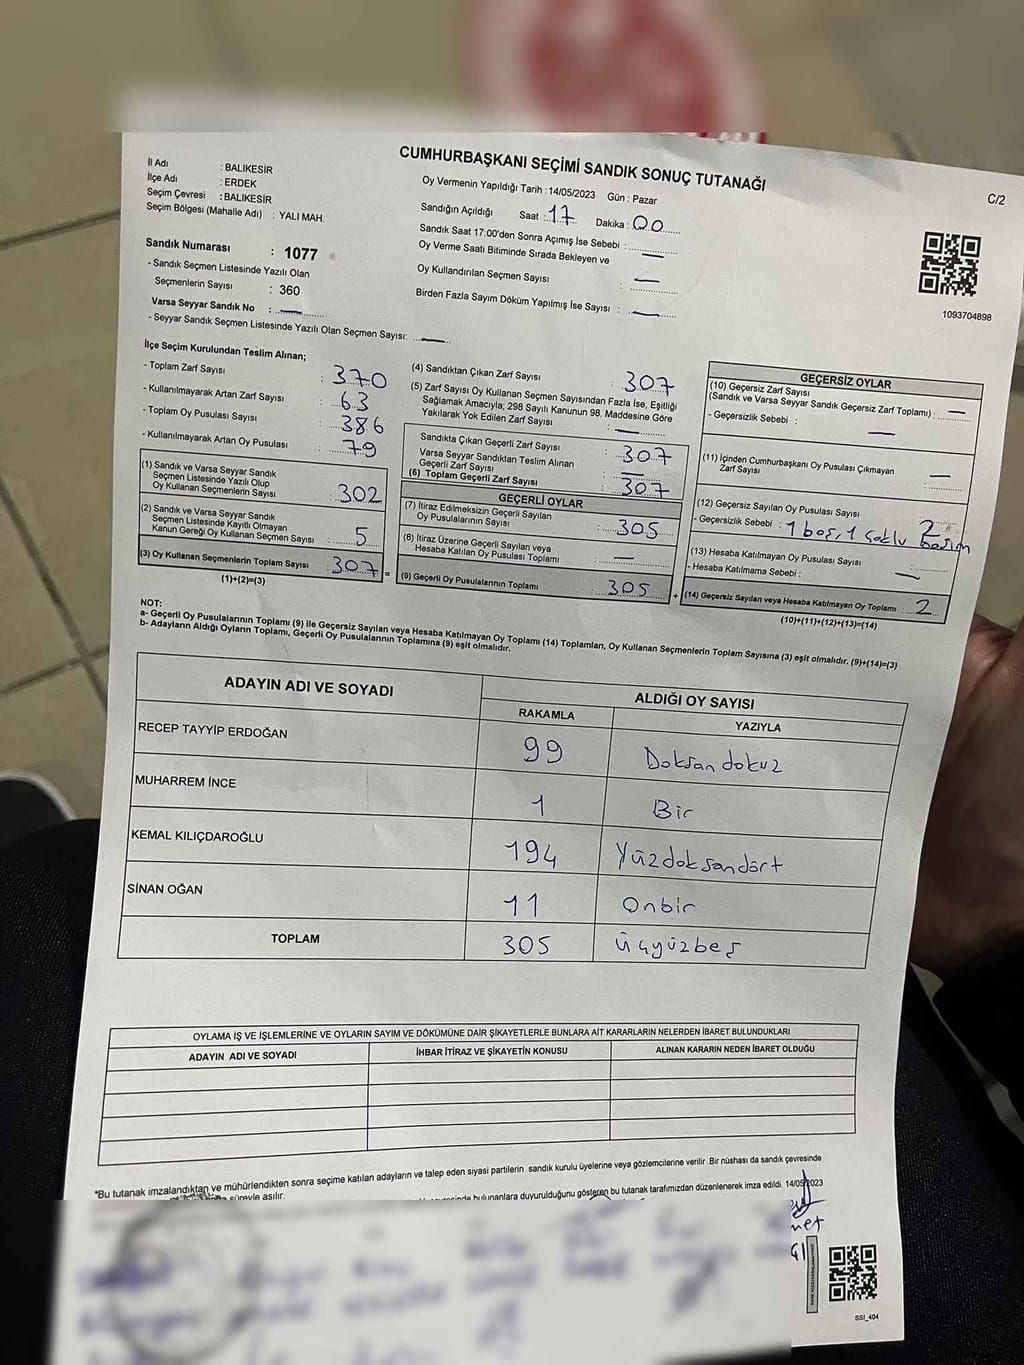 CUMHURBAŞKANI SEÇİMİ SANDIK SONUÇ TUTANAĞI
C/2
İl Adı : BALIKESİR
İlçe Adı : ERDEK
Seçim Çevresi : BALIKESİR
Seçim Bölgesi (Mahalle Adı) : YALI MAH.
Sandık Numarası : 1077
- Sandık Seçmen Listesinde Yazılı Olan
Seçmenlerin Sayısı : 360
Varsa Seyyar Sandık No : —
- Seyyar Sandık Seçmen Listesinde Yazılı Olan Seçmen Sayısı: —
Oy Vermenin Yapıldığı Tarih : 14/05/2023 Gün : Pazar
Sandığın Açıldığı Saat : 17 Dakika : 00
Sandık Saat 17:00'den Sonra Açımış İse Sebebi : —
Oy Verme Saati Bitiminde Sırada Bekleyen ve
Oy Kullandırılan Seçmen Sayısı : —
Birden Fazla Sayım Döküm Yapılmış İse Sayısı : —
1093704898
İlçe Seçim Kurulundan Teslim Alınan;
- Toplam Zarf Sayısı : 370
- Kullanılmayarak Artan Zarf Sayısı : 63
- Toplam Oy Pusulası Sayısı : 386
- Kullanılmayarak Artan Oy Pusulası : 79
(1) Sandık ve Varsa Seyyar Sandık
Seçmen Listesinde Yazılı Olup
Oy Kullanan Seçmenlerin Sayısı : 302
(2) Sandık ve Varsa Seyyar Sandık
Seçmen Listesinde Kayıtlı Olmayan
Kanun Gereği Oy Kullanan Seçmen Sayısı : 5
(3) Oy Kullanan Seçmenlerin Toplam Sayısı : 307 =
(1)+(2)=(3)
(4) Sandıktan Çıkan Zarf Sayısı : 307
(5) Zarf Sayısı Oy Kullanan Seçmen Sayısından Fazla İse, Eşitliği
Sağlamak Amacıyla; 298 Sayılı Kanunun 98. Maddesine Göre
Yakılarak Yok Edilen Zarf Sayısı : —
Sandıkta Çıkan Geçerli Zarf Sayısı : 307
Varsa Seyyar Sandıktan Teslim Alınan
Geçerli Zarf Sayısı : —
(6) Toplam Geçerli Zarf Sayısı : 307
GEÇERLİ OYLAR
(7) İtiraz Edilmeksizin Geçerli Sayılan
Oy Pusulalarının Sayısı : 305
(8) İtiraz Üzerine Geçerli Sayılan veya
Hesaba Katılan Oy Pusulası Toplamı : —
(9) Geçerli Oy Pusulalarının Toplamı : 305 +
GEÇERSİZ OYLAR
(10) Geçersiz Zarf Sayısı
(Sandık ve Varsa Seyyar Sandık Geçersiz Zarf Toplamı) : —
- Geçersizlik Sebebi : —
(11) İçinden Cumhurbaşkanı Oy Pusulası Çıkmayan
Zarf Sayısı : —
(12) Geçersiz Sayılan Oy Pusulası Sayısı : 2
- Geçersizlik Sebebi : 1 boş, 1 çoklu basım
(13) Hesaba Katılmayan Oy Pusulası Sayısı :
- Hesaba Katılmama Sebebi : —
(14) Geçersiz Sayılan veya Hesaba Katılmayan Oy Toplamı : 2
(10)+(11)+(12)+(13)=(14)
NOT:
a- Geçerli Oy Pusulalarının Toplamı (9) ile Geçersiz Sayılan veya Hesaba Katılmayan Oy Toplamı (14) Toplamları, Oy Kullanan Seçmenlerin Toplam Sayısına (3) eşit olmalıdır. (9)+(14)=(3)
b- Adayların Aldığı Oyların Toplamı, Geçerli Oy Pusulalarının Toplamına (9) eşit olmalıdır.
ADAYIN ADI VE SOYADI ALDIĞI OY SAYISI
RAKAMLA YAZIYLA
RECEP TAYYİP ERDOĞAN 99 Doksan dokuz
MUHARREM İNCE 1 Bir
KEMAL KILIÇDAROĞLU 194 Yüzdoksandört
SİNAN OĞAN 11 Onbir
TOPLAM 305 Üçyüzbeş
OYLAMA İŞ VE İŞLEMLERİNE VE OYLARIN SAYIM VE DÖKÜMÜNE DAİR ŞİKAYETLERLE BUNLARA AİT KARARLARIN NELERDEN İBARET BULUNDUKLARI
ADAYIN ADI VE SOYADI İHBAR İTİRAZ VE ŞİKAYETİN KONUSU ALINAN KARARIN NEDEN İBARET OLDUĞU
*Bu tutanak imzalandıktan ve mühürlendikten sonra seçime katılan adayların ve talep eden siyasi partilerin sandık kurulu üyelerine veya gözlemcilerine verilir .Bir nüshası da sandık çevresinde
süreyle asılır.
bulunanlara duyurulduğunu gösteren bu tutanak tarafımızdan düzenlenerek imza edildi. 14/05/2023
SSI_404